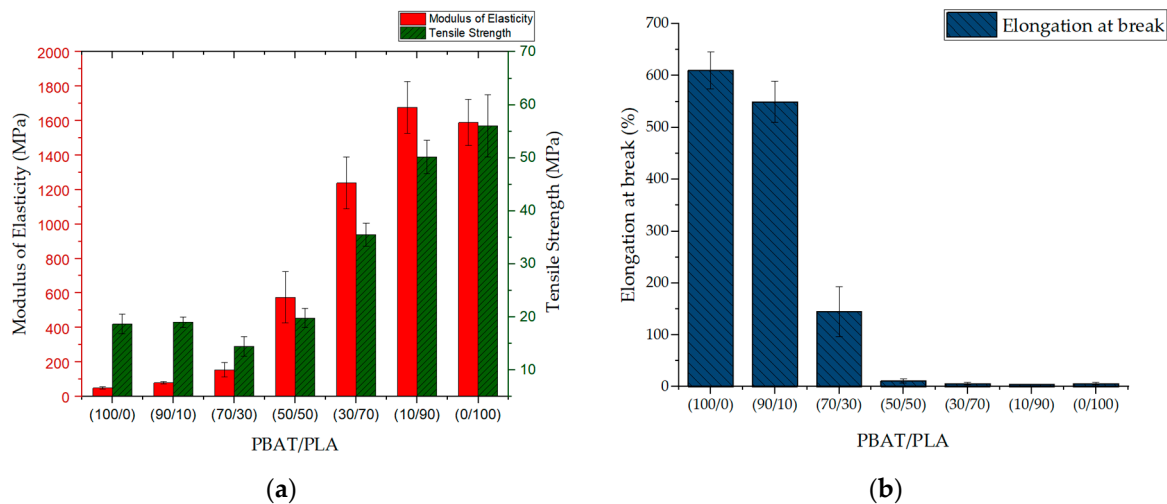 Modulus of Elasticity
Tensile Strength
2000
1800
1600
1400
1200
1000
800
600
400
200
0
Modulus of Elasticity (MPa)
70
60
50
40
30
20
10
Tensile Strength (MPa)
(100/0) (90/10) (70/30) (50/50) (30/70) (10/90) (0/100)
PBAT/PLA
(a)
Elongation at break
700
600
500
400
300
200
100
0
Elongation at break (%)
(100/0) (90/10) (70/30) (50/50) (30/70) (10/90) (0/100)
PBAT/PLA
(b)